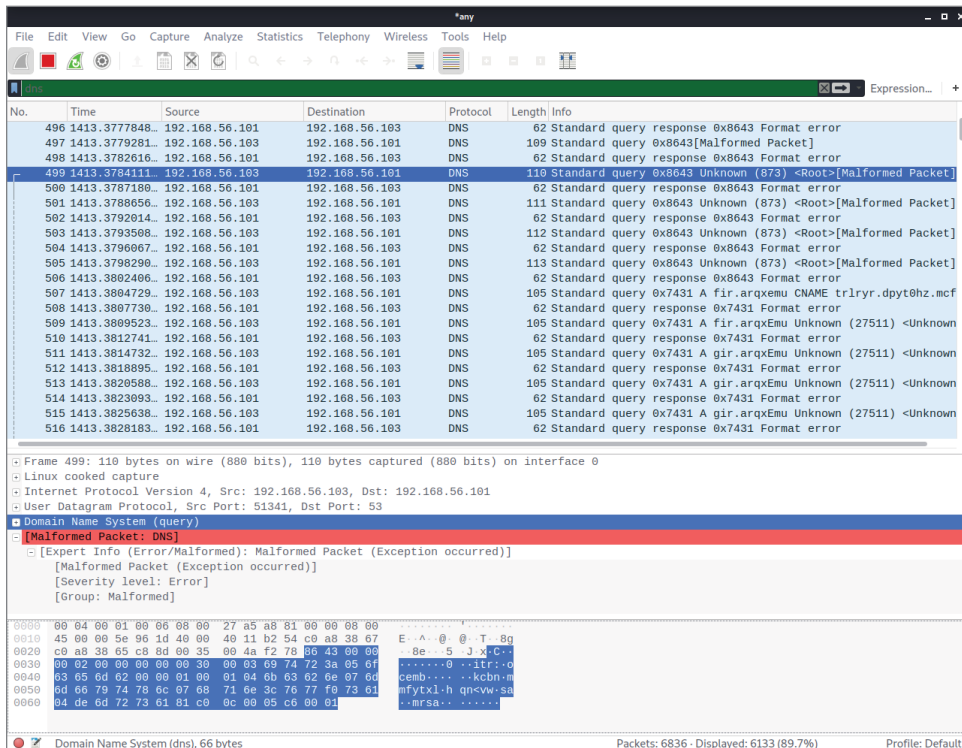 *any
File Edit View Go Capture Analyze Statistics Telephony Wireless Tools Help
dns Expression... +
No. Time Source Destination Protocol Length Info
496 1413.3777848… 192.168.56.101 192.168.56.103 DNS 62 Standard query response 0x8643 Format error
497 1413.3779281… 192.168.56.103 192.168.56.101 DNS 109 Standard query 0x8643[Malformed Packet]
498 1413.3782616… 192.168.56.101 192.168.56.103 DNS 62 Standard query response 0x8643 Format error
499 1413.3784111… 192.168.56.103 192.168.56.101 DNS 110 Standard query 0x8643 Unknown (873) <Root>[Malformed Packet]
500 1413.3787180… 192.168.56.101 192.168.56.103 DNS 62 Standard query response 0x8643 Format error
501 1413.3788656… 192.168.56.103 192.168.56.101 DNS 111 Standard query 0x8643 Unknown (873) <Root>[Malformed Packet]
502 1413.3792014… 192.168.56.101 192.168.56.103 DNS 62 Standard query response 0x8643 Format error
503 1413.3793508… 192.168.56.103 192.168.56.101 DNS 112 Standard query 0x8643 Unknown (873) <Root>[Malformed Packet]
504 1413.3796067… 192.168.56.101 192.168.56.103 DNS 62 Standard query response 0x8643 Format error
505 1413.3798290… 192.168.56.103 192.168.56.101 DNS 113 Standard query 0x8643 Unknown (873) <Root>[Malformed Packet]
506 1413.3802406… 192.168.56.101 192.168.56.103 DNS 62 Standard query response 0x8643 Format error
507 1413.3804729… 192.168.56.103 192.168.56.101 DNS 105 Standard query 0x7431 A fir.arqxemu CNAME trlryr.dpyt0hz.mcf
508 1413.3807730… 192.168.56.101 192.168.56.103 DNS 62 Standard query response 0x7431 Format error
509 1413.3809523… 192.168.56.103 192.168.56.101 DNS 105 Standard query 0x7431 A fir.arqxEmu Unknown (27511) <Unknown
510 1413.3812741… 192.168.56.101 192.168.56.103 DNS 62 Standard query response 0x7431 Format error
511 1413.3814732… 192.168.56.103 192.168.56.101 DNS 105 Standard query 0x7431 A gir.arqxEmu Unknown (27511) <Unknown
512 1413.3818895… 192.168.56.101 192.168.56.103 DNS 62 Standard query response 0x7431 Format error
513 1413.3820588… 192.168.56.103 192.168.56.101 DNS 105 Standard query 0x7431 A gir.arqxEmu Unknown (27511) <Unknown
514 1413.3823093… 192.168.56.101 192.168.56.103 DNS 62 Standard query response 0x7431 Format error
515 1413.3825638… 192.168.56.103 192.168.56.101 DNS 105 Standard query 0x7431 A gir.arqxEmu Unknown (27511) <Unknown
516 1413.3828183… 192.168.56.101 192.168.56.103 DNS 62 Standard query response 0x7431 Format error
Frame 499: 110 bytes on wire (880 bits), 110 bytes captured (880 bits) on interface 0
Linux cooked capture
Internet Protocol Version 4, Src: 192.168.56.103, Dst: 192.168.56.101
User Datagram Protocol, Src Port: 51341, Dst Port: 53
Domain Name System (query)
[Malformed Packet: DNS]
[Expert Info (Error/Malformed): Malformed Packet (Exception occurred)]
[Malformed Packet (Exception occurred)]
[Severity level: Error]
[Group: Malformed]
0000 00 04 00 01 00 06 08 00 27 a5 a8 81 00 00 08 00 ········ '·······
0010 45 00 00 5e 96 1d 40 00 40 11 b2 54 c0 a8 38 67 E··^··@· @··T··8g
0020 c0 a8 38 65 c8 8d 00 35 00 4a f2 78 86 43 00 00 ··8e···5 ·J·x·C··
0030 00 02 00 00 00 00 00 30 00 03 69 74 72 3a 05 6f ·······0 ··itr:·o
0040 63 65 6d 62 00 00 01 00 01 04 6b 63 62 6e 07 6d cemb···· ··kcbn·m
0050 6d 66 79 74 78 6c 07 68 71 6e 3c 76 77 f0 73 61 mfytxl·h qn<vw·sa
0060 04 de 6d 72 73 61 81 c0 0c 00 05 c6 00 01 ··mrsa·· ······
Domain Name System (dns), 66 bytes Packets: 6836 · Displayed: 6133 (89.7%) Profile: Default